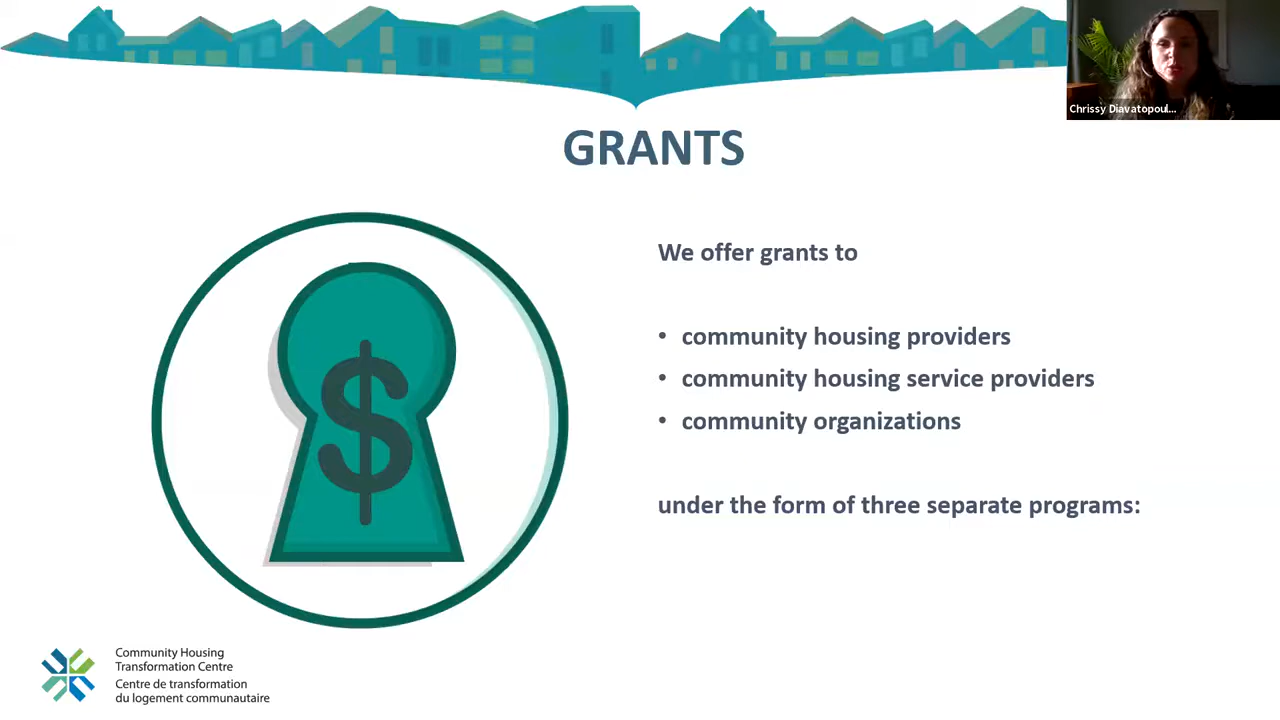 Chrissy Diavatopoul...
GRANTS
We offer grants to
• community housing providers
• community housing service providers
• community organizations
under the form of three separate programs:
$
Community Housing
Transformation Centre
Centre de transformation
du logement communautaire